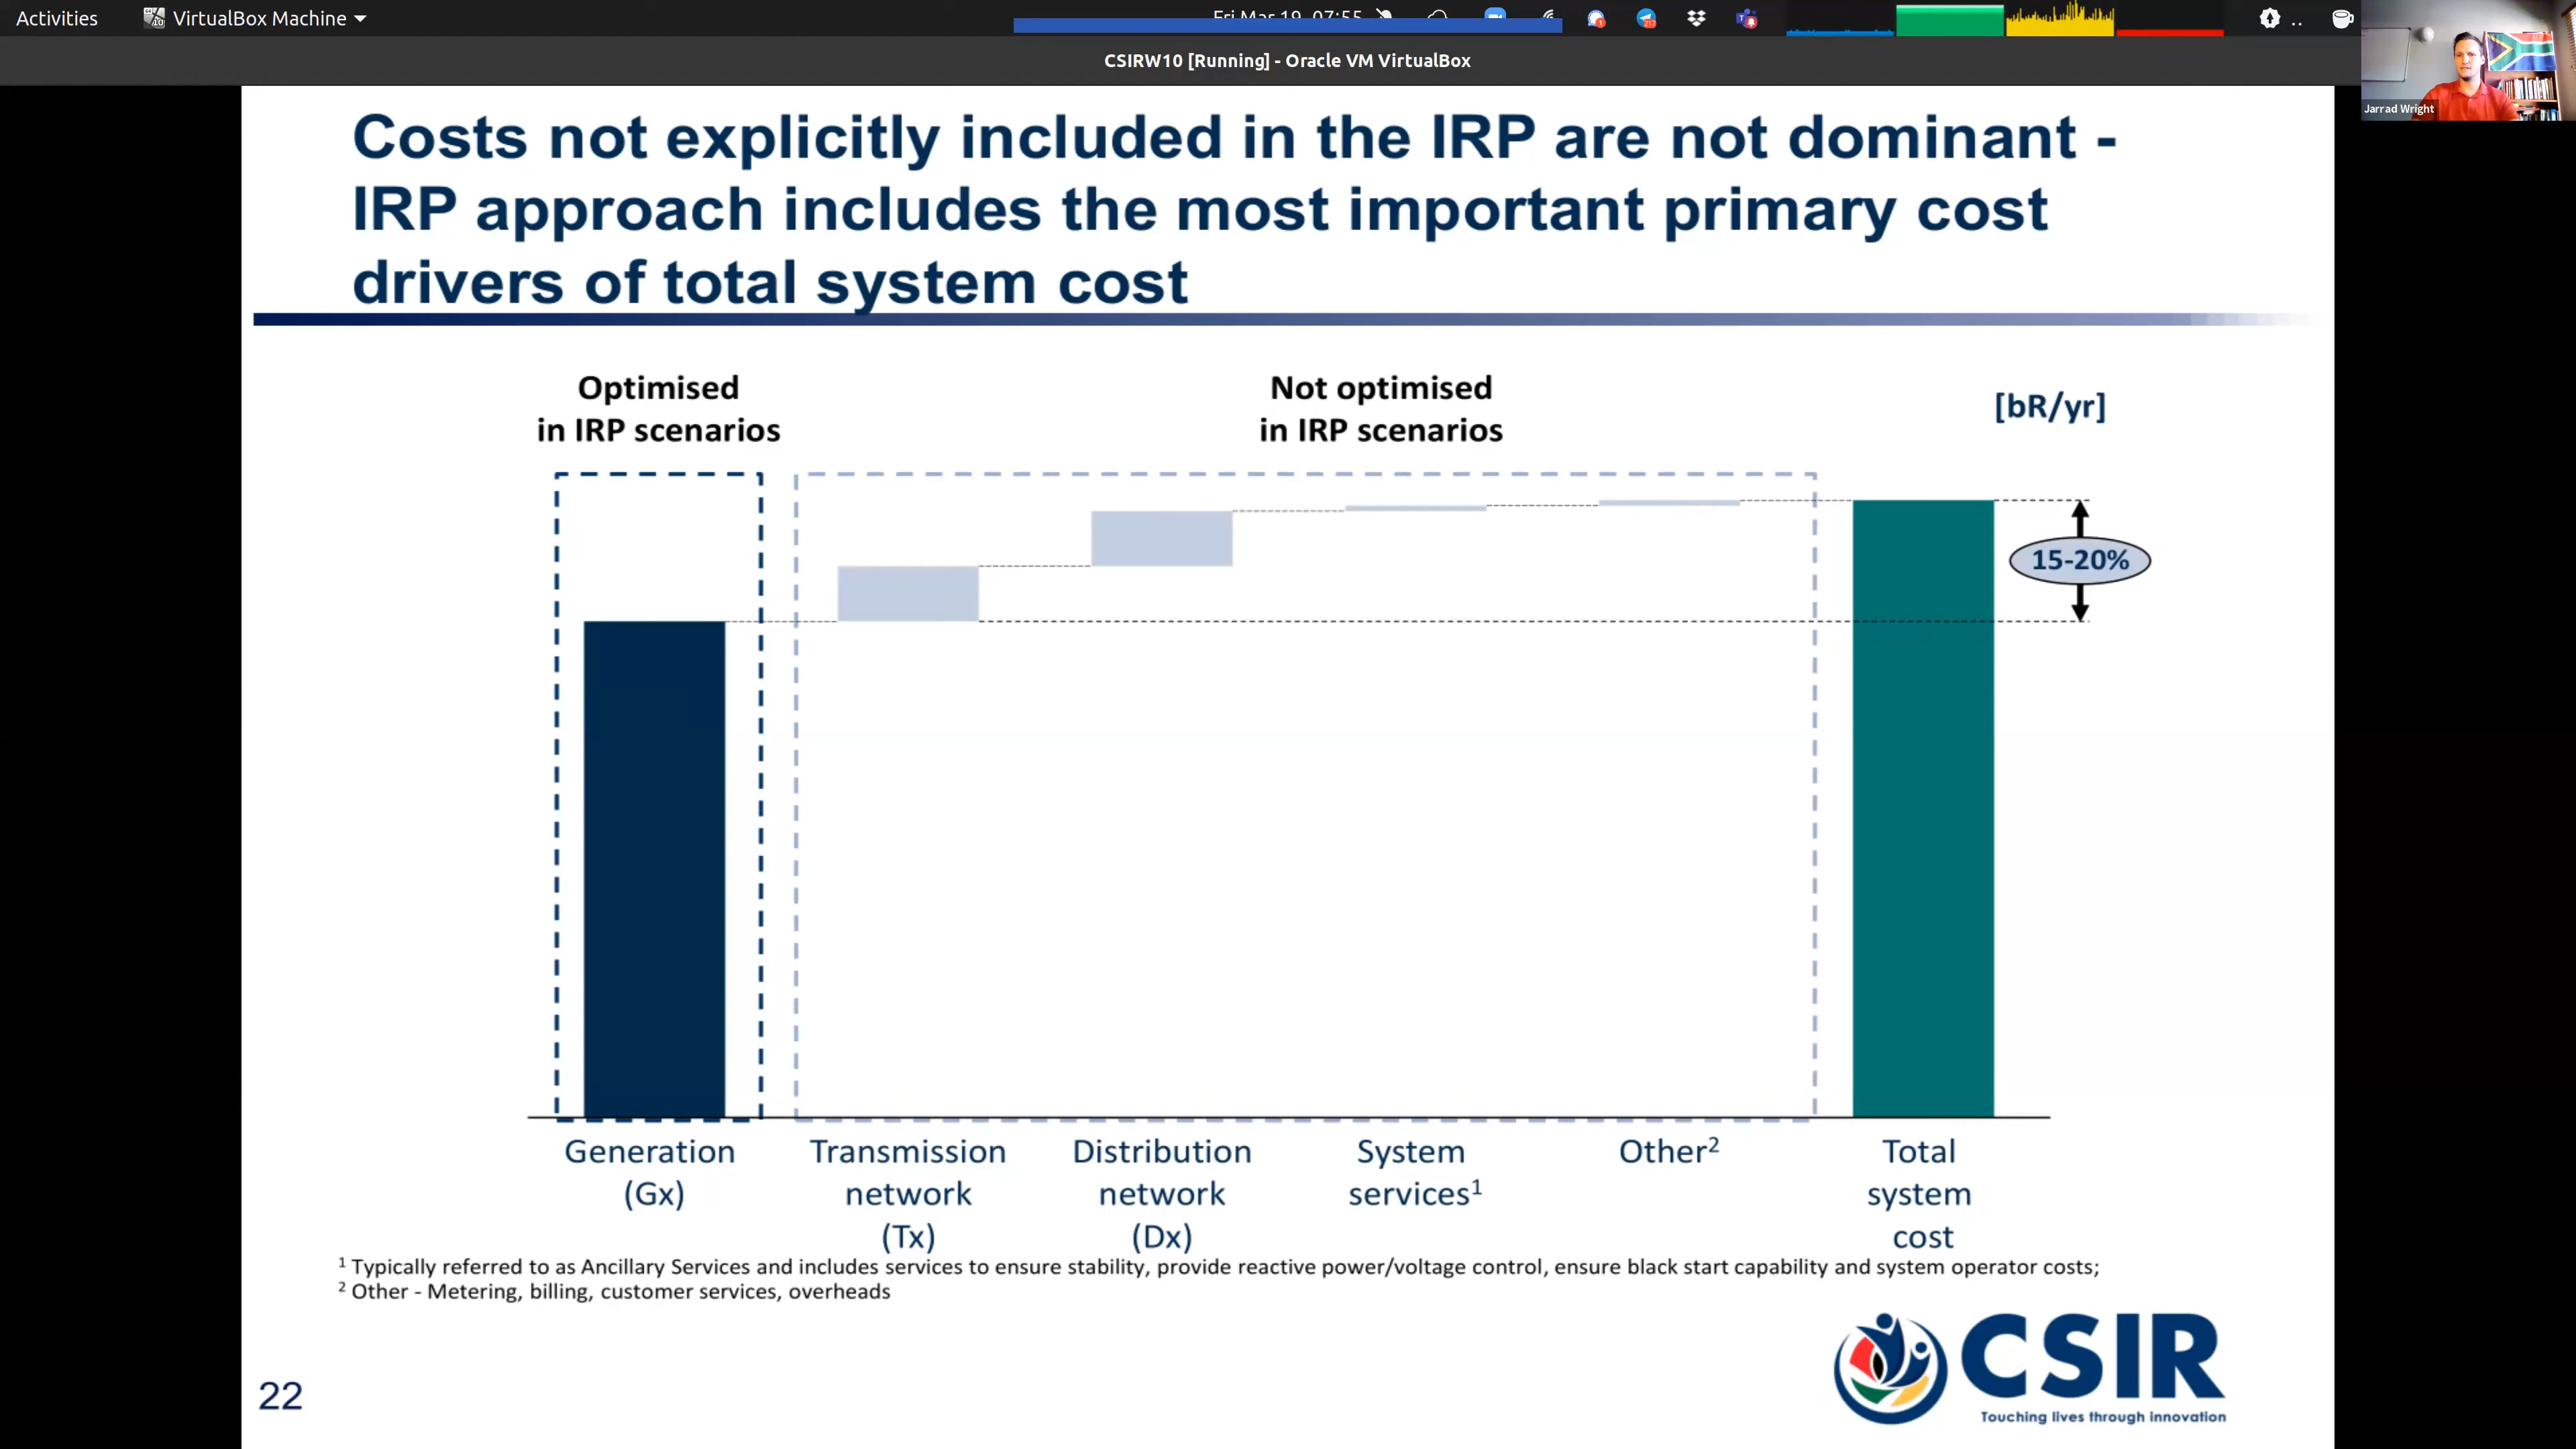 Activities
VirtualBox Machine
Fri Mar 19 07:55
CSIRW10 [Running] - Oracle VM VirtualBox
Jarrad Wright
Costs not explicitly included in the IRP are not dominant -
IRP approach includes the most important primary cost
drivers of total system cost
Optimised
in IRP scenarios
Not optimised
in IRP scenarios
[bR/yr]
15-20%
Generation
(Gx)
Transmission
network
(Tx)
Distribution
network
(Dx)
System
services¹
Other²
Total
system
cost
¹ Typically referred to as Ancillary Services and includes services to ensure stability, provide reactive power/voltage control, ensure black start capability and system operator costs;
² Other - Metering, billing, customer services, overheads
22
CSIR
Touching lives through innovation